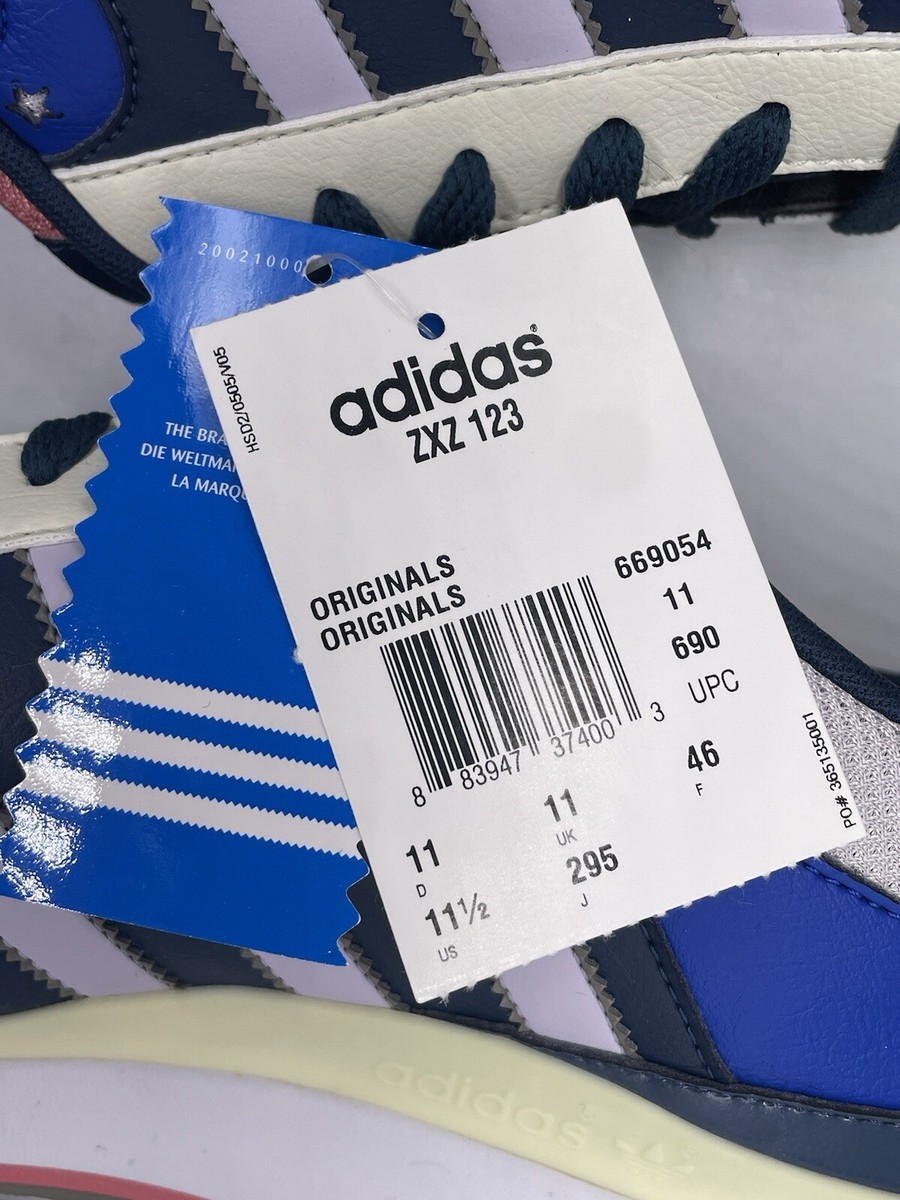 20021000
THE BRA
DIE WELTMA
LA MARQU
HSD2/0505/V05
adidas®
ZXZ 123
ORIGINALS
ORIGINALS
669054
11
690
UPC
8 83947 37400 3
46
F
11
D
11
UK
11½
US
295
J
PO# 365135001
adidas